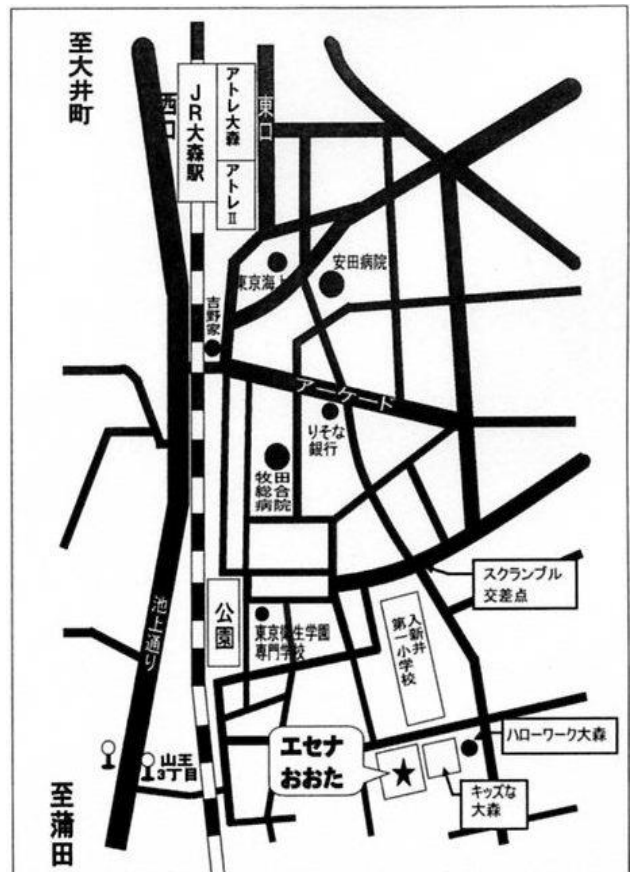 至大井町
西口
JR大森駅
アトレ大森
アトレⅡ
東口
東京海上
安田病院
吉野家
アーケード
りそな
銀行
牧田
総合
病院
スクランブル
交差点
池上通り
公園
東京衛生学園
専門学校
入新井
第一小学校
ハローワーク大森
エセナ
おおた
キッズな
大森
山王
3丁目
至蒲田